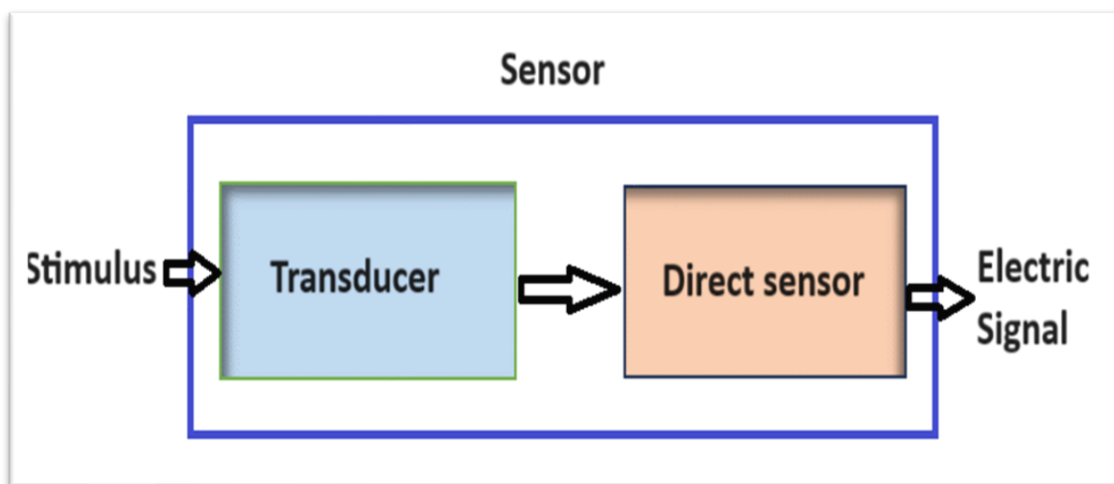 Sensor
Stimulus
Transducer
Direct sensor
Electric
Signal